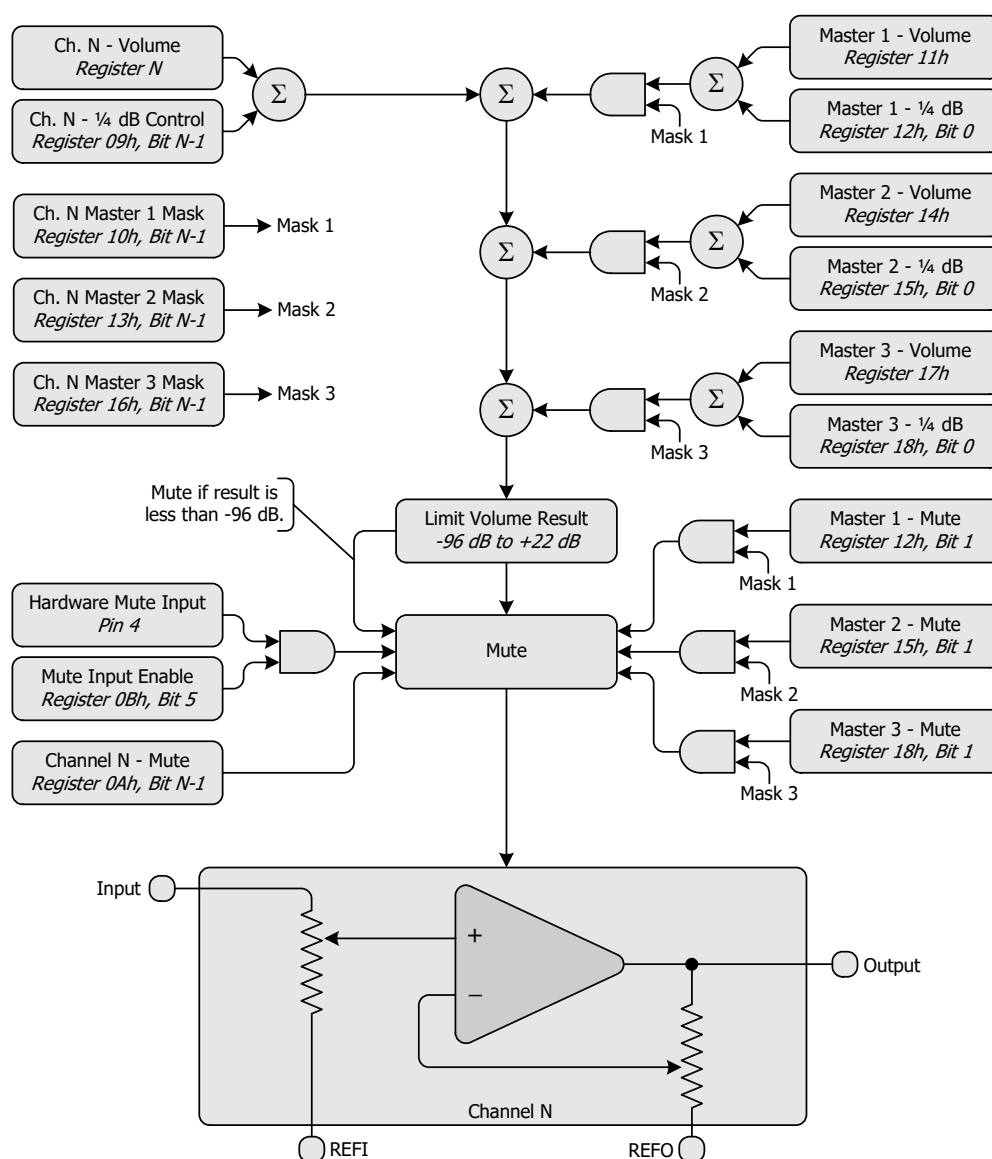 Ch. N - Volume
Register N
Ch. N - ¼ dB Control
Register 09h, Bit N-1
Σ
Σ
Mask 1
Σ
Master 1 - Volume
Register 11h
Master 1 - ¼ dB
Register 12h, Bit 0
Ch. N Master 1 Mask
Register 10h, Bit N-1
Mask 1
Ch. N Master 2 Mask
Register 13h, Bit N-1
Mask 2
Ch. N Master 3 Mask
Register 16h, Bit N-1
Mask 3
Σ
Mask 2
Σ
Master 2 - Volume
Register 14h
Master 2 - ¼ dB
Register 15h, Bit 0
Σ
Mask 3
Σ
Master 3 - Volume
Register 17h
Master 3 - ¼ dB
Register 18h, Bit 0
Mute if result is
less than -96 dB.
Limit Volume Result
-96 dB to +22 dB
Hardware Mute Input
Pin 4
Mute Input Enable
Register 0Bh, Bit 5
Channel N - Mute
Register 0Ah, Bit N-1
Mute
Mask 1
Master 1 - Mute
Register 12h, Bit 1
Mask 2
Master 2 - Mute
Register 15h, Bit 1
Mask 3
Master 3 - Mute
Register 18h, Bit 1
Input
+
−
Output
Channel N
REFI
REFO